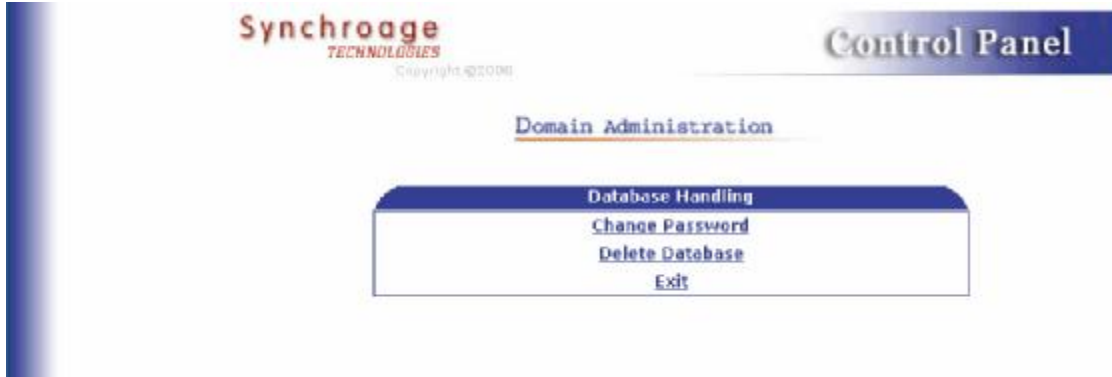 Synchroage
TECHNOLOGIES
Control Panel
Domain Administration
Database Handling
Change Password
Delete Database
Exit